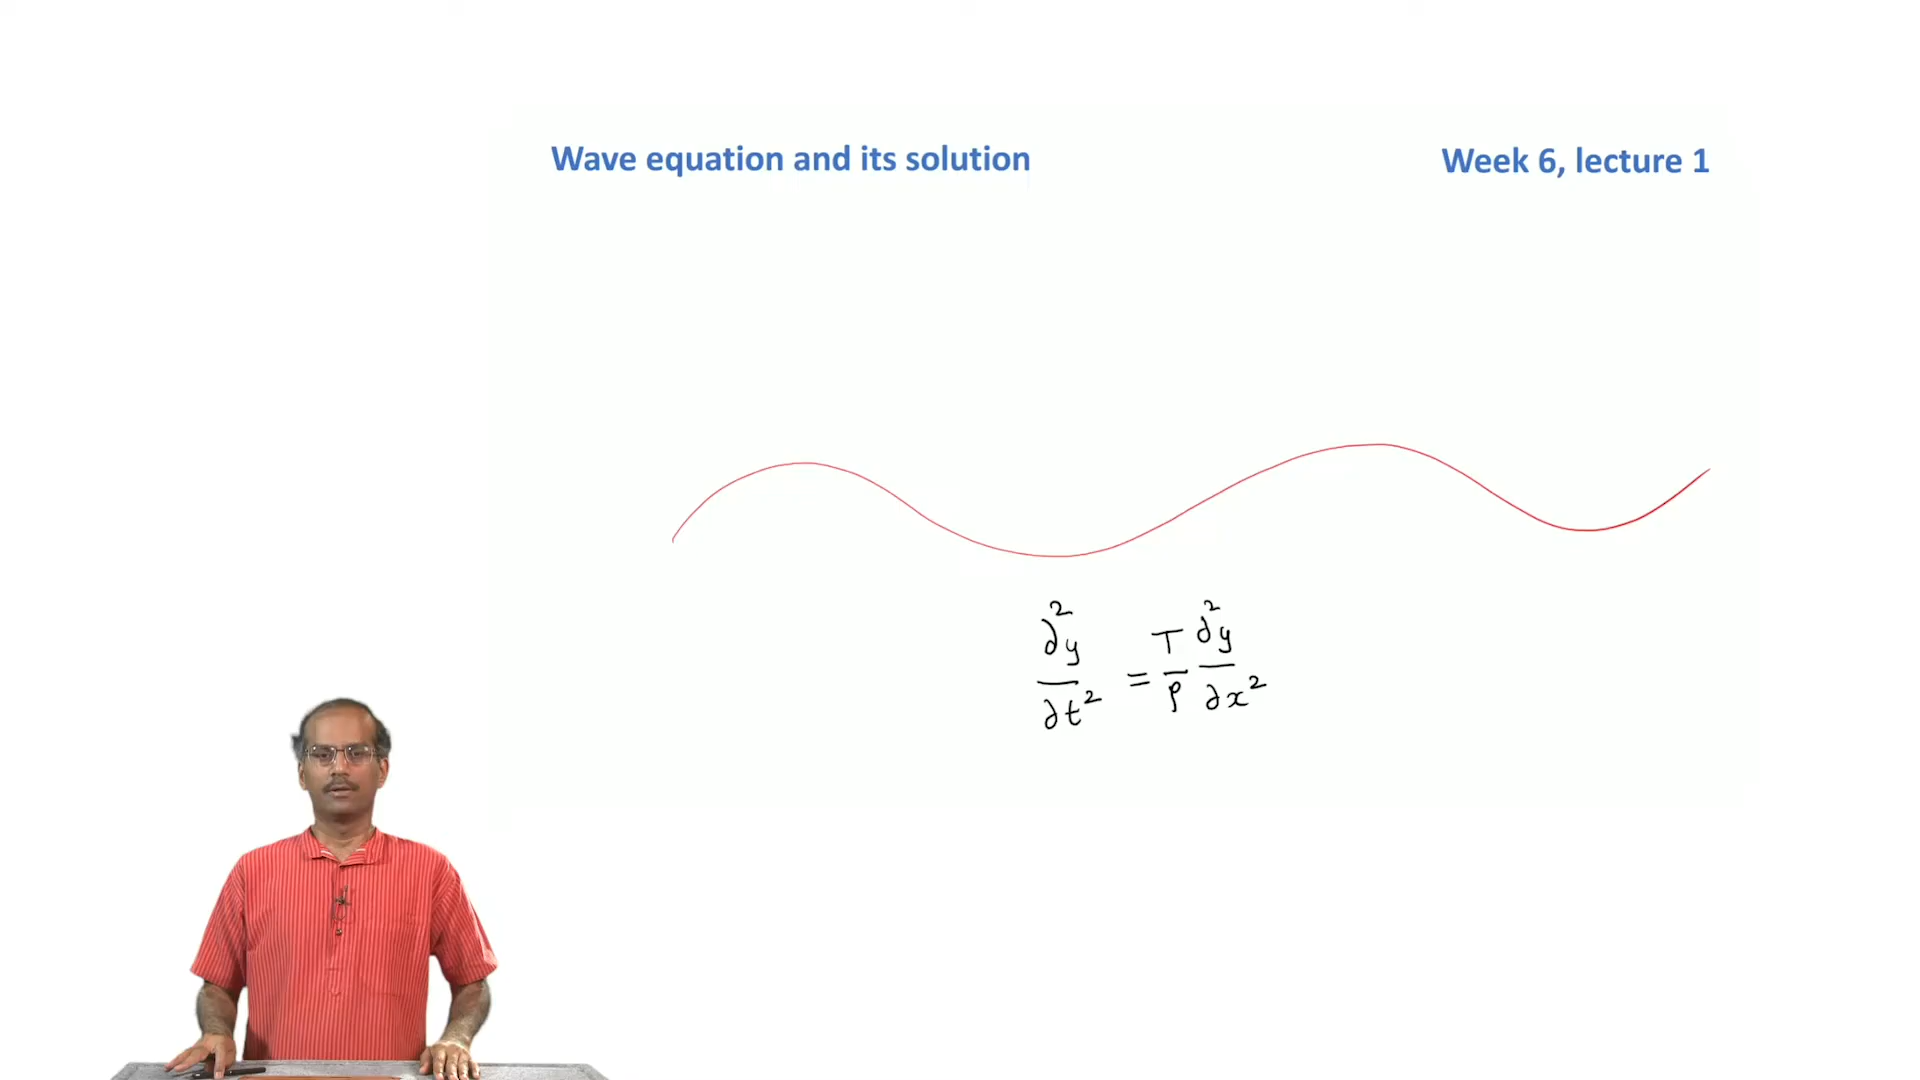 Wave equation and its solution
Week 6, lecture 1
∂²y/∂t² = T/ρ ∂²y/∂x²